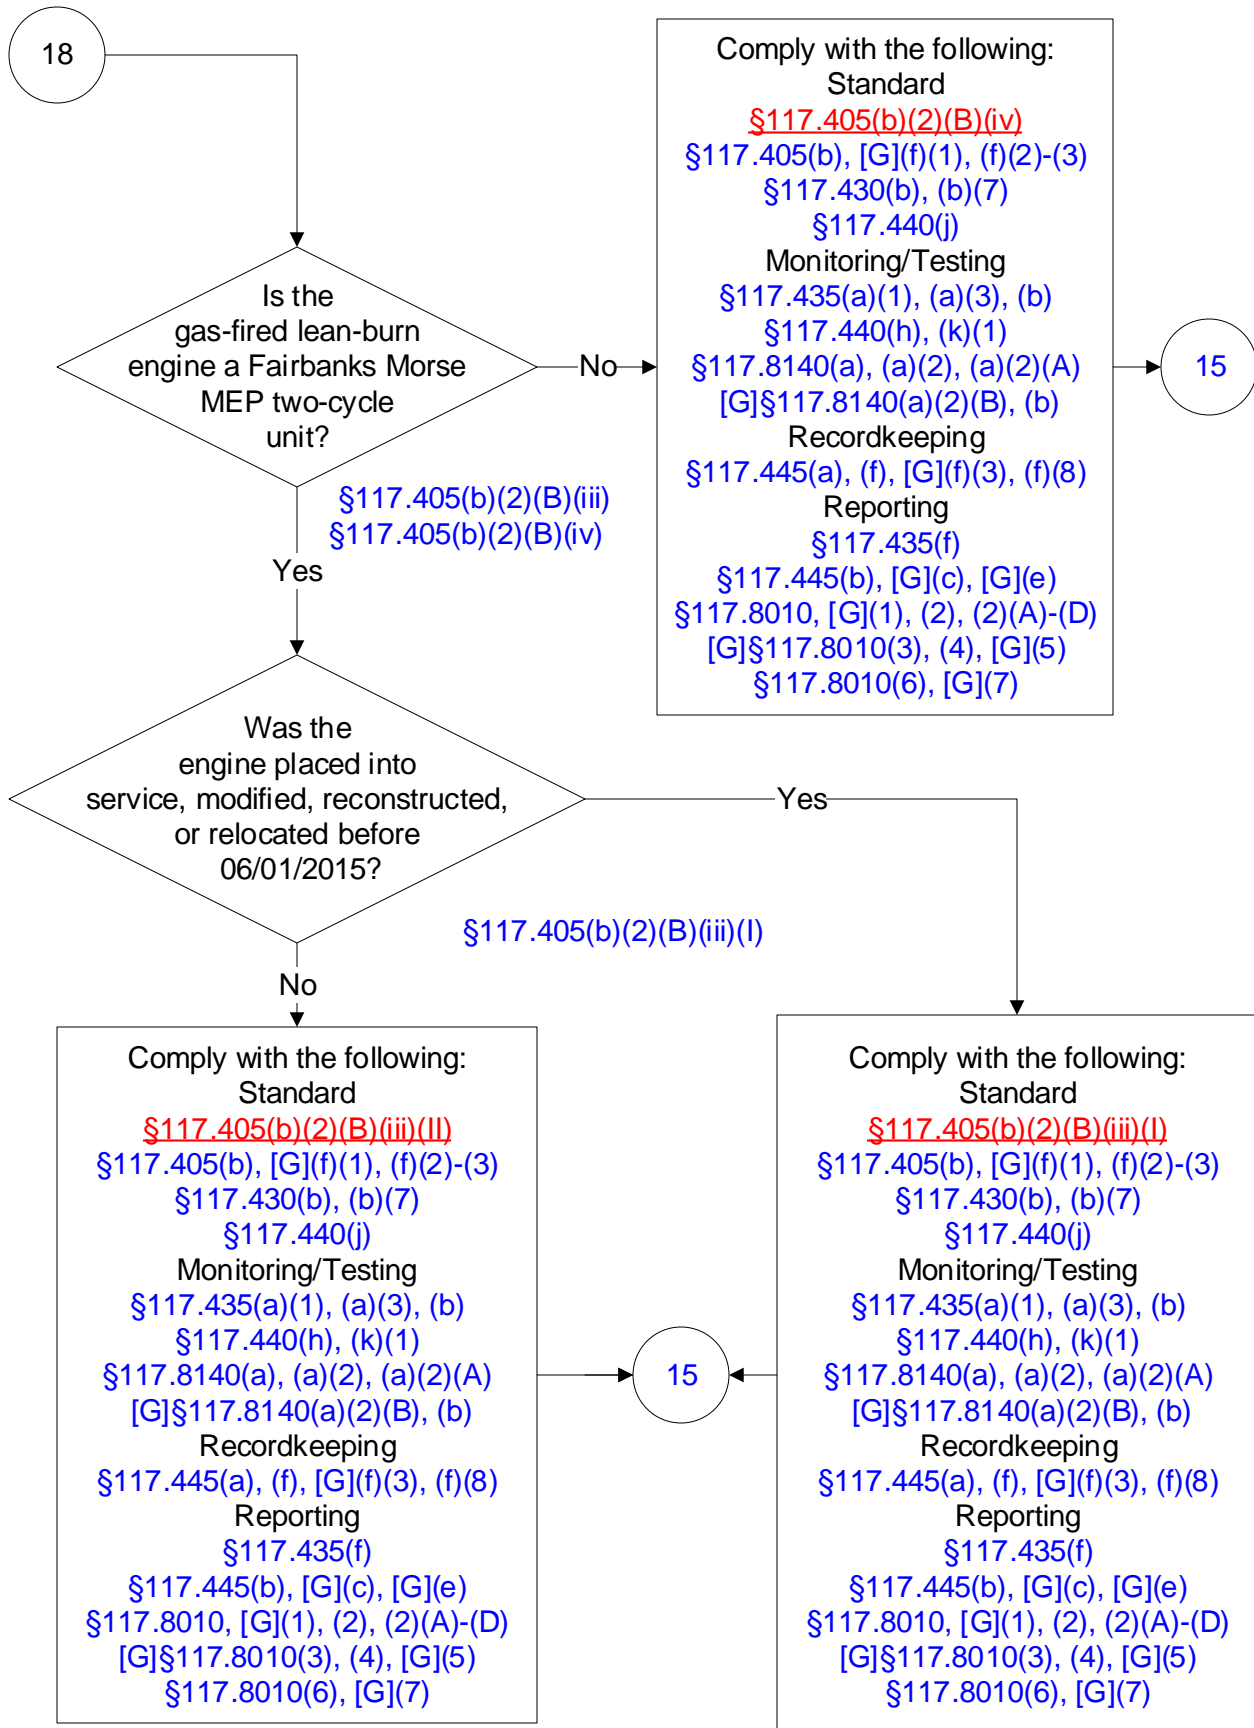 18
Comply with the following:
Standard
§117.405(b)(2)(B)(iv)
§117.405(b), [G](f)(1), (f)(2)-(3)
§117.430(b), (b)(7)
§117.440(j)
Monitoring/Testing
§117.435(a)(1), (a)(3), (b)
§117.440(h), (k)(1)
§117.8140(a), (a)(2), (a)(2)(A)
[G]§117.8140(a)(2)(B), (b)
Recordkeeping
§117.445(a), (f), [G](f)(3), (f)(8)
Reporting
§117.435(f)
§117.445(b), [G](c), [G](e)
§117.8010, [G](1), (2), (2)(A)-(D)
[G]§117.8010(3), (4), [G](5)
§117.8010(6), [G](7)
Is the
gas-fired lean-burn
engine a Fairbanks Morse
MEP two-cycle
unit?
No
15
§117.405(b)(2)(B)(iii)
§117.405(b)(2)(B)(iv)
Yes
Was the
engine placed into
service, modified, reconstructed,
or relocated before
06/01/2015?
Yes
§117.405(b)(2)(B)(iii)(I)
No
Comply with the following:
Standard
§117.405(b)(2)(B)(iii)(II)
§117.405(b), [G](f)(1), (f)(2)-(3)
§117.430(b), (b)(7)
§117.440(j)
Monitoring/Testing
§117.435(a)(1), (a)(3), (b)
§117.440(h), (k)(1)
§117.8140(a), (a)(2), (a)(2)(A)
[G]§117.8140(a)(2)(B), (b)
Recordkeeping
§117.445(a), (f), [G](f)(3), (f)(8)
Reporting
§117.435(f)
§117.445(b), [G](c), [G](e)
§117.8010, [G](1), (2), (2)(A)-(D)
[G]§117.8010(3), (4), [G](5)
§117.8010(6), [G](7)
15
Comply with the following:
Standard
§117.405(b)(2)(B)(iii)(I)
§117.405(b), [G](f)(1), (f)(2)-(3)
§117.430(b), (b)(7)
§117.440(j)
Monitoring/Testing
§117.435(a)(1), (a)(3), (b)
§117.440(h), (k)(1)
§117.8140(a), (a)(2), (a)(2)(A)
[G]§117.8140(a)(2)(B), (b)
Recordkeeping
§117.445(a), (f), [G](f)(3), (f)(8)
Reporting
§117.435(f)
§117.445(b), [G](c), [G](e)
§117.8010, [G](1), (2), (2)(A)-(D)
[G]§117.8010(3), (4), [G](5)
§117.8010(6), [G](7)